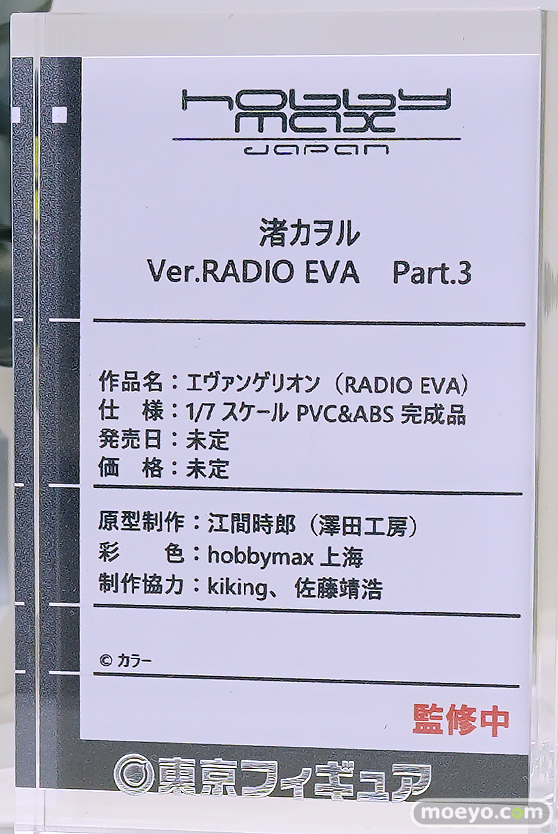 hobby
max
japan
渚カヲル
Ver.RADIO EVA Part.3
作品名：エヴァンゲリオン（RADIO EVA）
仕　様：1/7 スケール PVC&ABS 完成品
発売日：未定
価　格：未定
原型制作：江間時郎（澤田工房）
彩　　色：hobbymax 上海
制作協力：kiking、佐藤靖浩
© カラー
監修中
東京フィギュア
moeyo.com